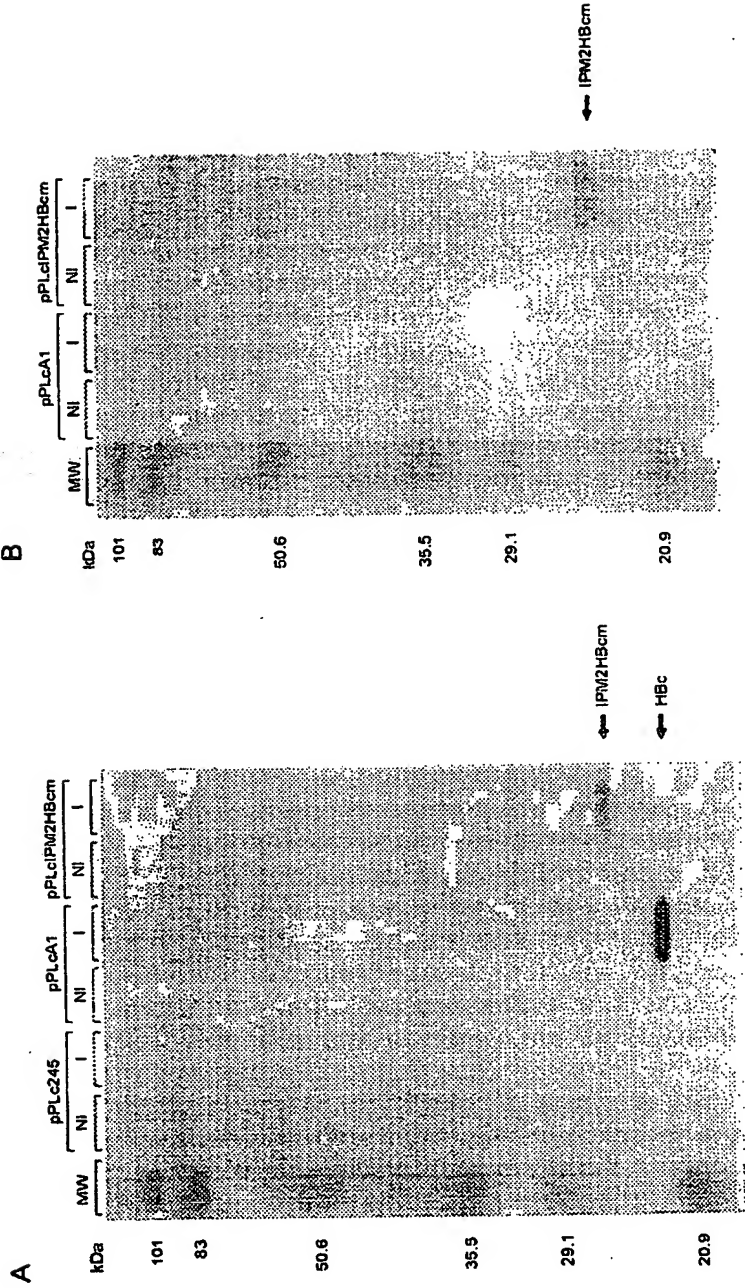 A
kDa
101
83
50.6
35.5
29.1
20.9
MW
pPLc245
NI
I
pPLcA1
NI
I
pPLcIPM2HBcm
NI
I
IPM2HBcm
HBc
B
kDa
101
83
50.6
35.5
29.1
20.9
MW
pPLcA1
NI
I
pPLcIPM2HBcm
NI
I
IPM2HBcm